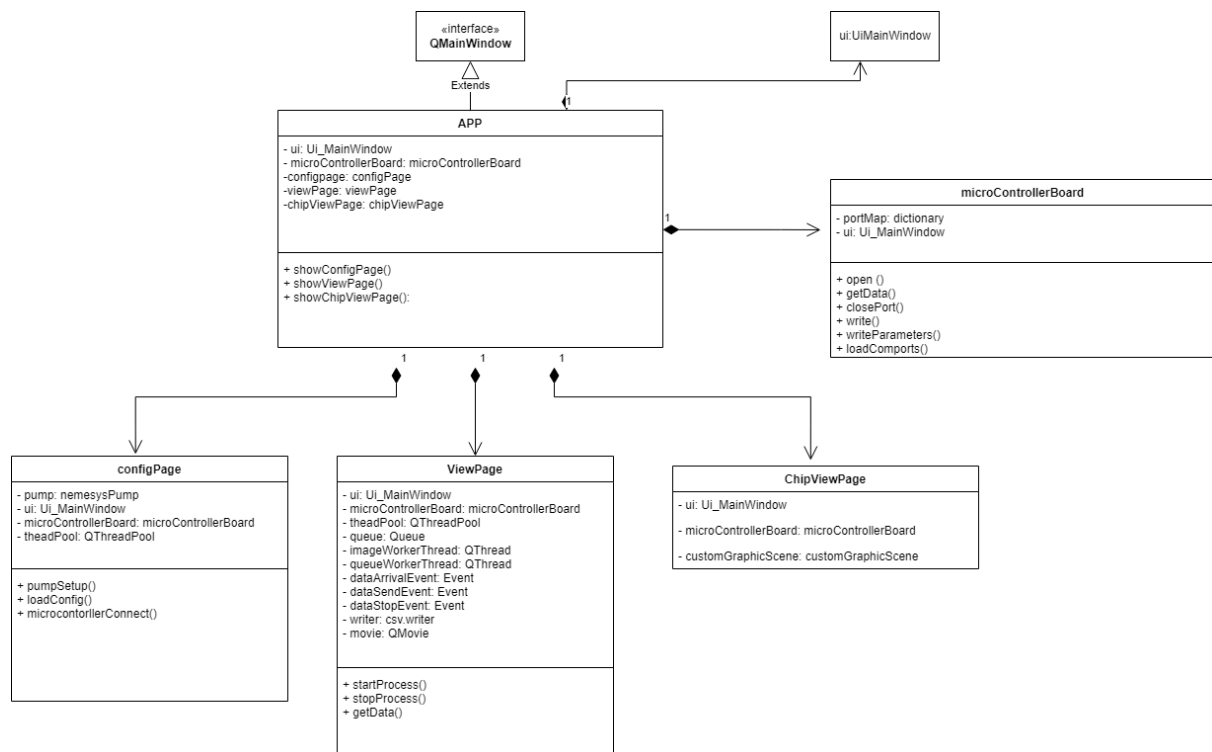 «interface»
QMainWindow
ui:UiMainWindow
Extends
1
APP
- ui: Ui_MainWindow
- microControllerBoard: microControllerBoard
-configpage: configPage
-viewPage: viewPage
-chipViewPage: chipViewPage
+ showConfigPage()
+ showViewPage()
+ showChipViewPage():
1
microControllerBoard
- portMap: dictionary
- ui: Ui_MainWindow
+ open ()
+ getData()
+ closePort()
+ write()
+ writeParameters()
+ loadComports()
1
1
1
configPage
- pump: nemesysPump
- ui: Ui_MainWindow
- microControllerBoard: microControllerBoard
- theadPool: QThreadPool
+ pumpSetup()
+ loadConfig()
+ microcontorllerConnect()
ViewPage
- ui: Ui_MainWindow
- microControllerBoard: microControllerBoard
- theadPool: QThreadPool
- queue: Queue
- imageWorkerThread: QThread
- queueWorkerThread: QThread
- dataArrivalEvent: Event
- dataSendEvent: Event
- dataStopEvent: Event
- writer: csv.writer
- movie: QMovie
+ startProcess()
+ stopProcess()
+ getData()
ChipViewPage
- ui: Ui_MainWindow
- microControllerBoard: microControllerBoard
- customGraphicScene: customGraphicScene